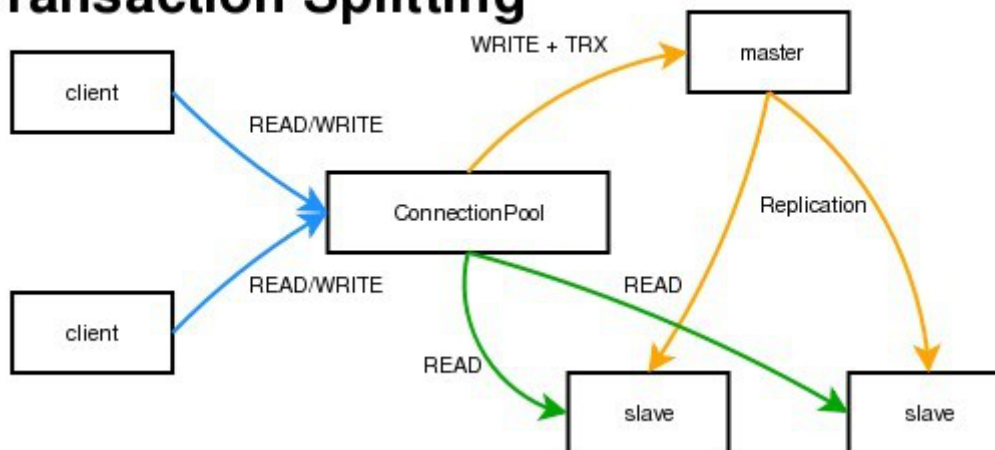 ransaction Splitting
WRITE + TRX
master
client
READ/WRITE
Replication
ConnectionPool
READ/WRITE
READ
client
READ
slave
slave